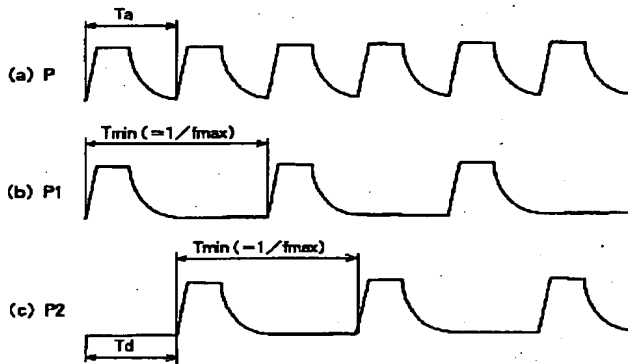 Ta
(a) P
Tmin (=1/fmax)
(b) P1
Tmin (=1/fmax)
(c) P2
Td